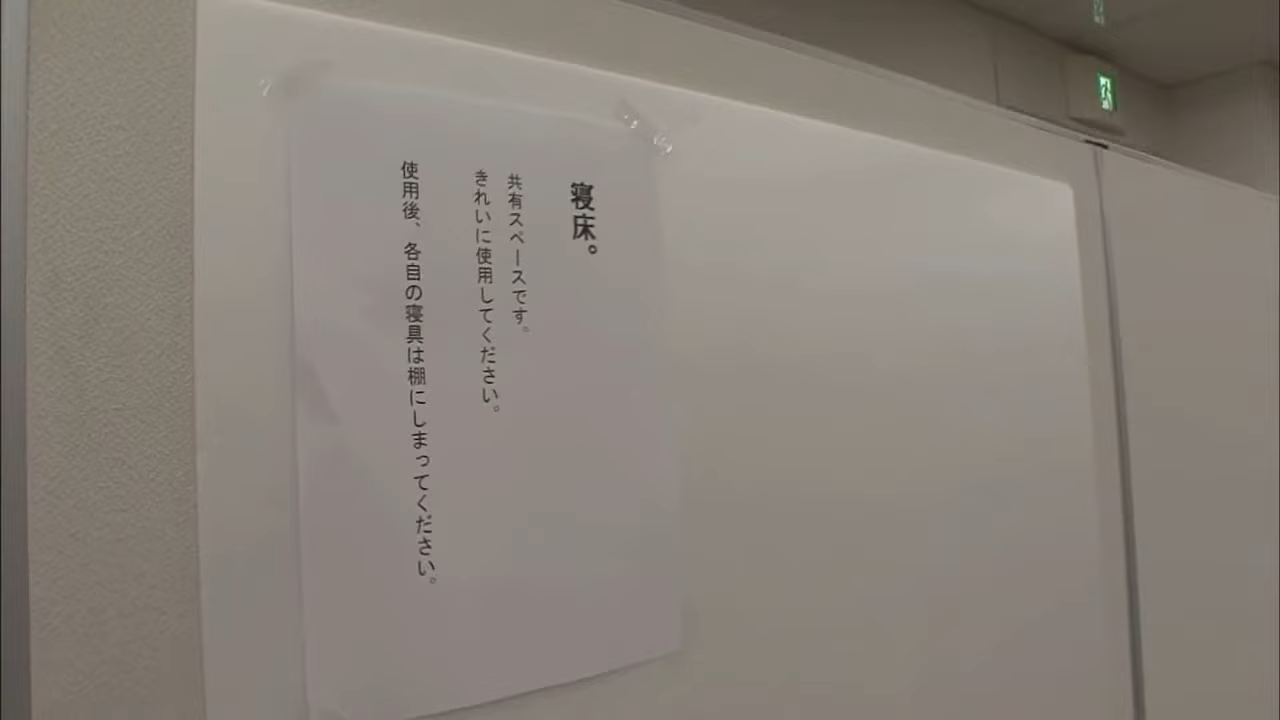 寝床。
共有スペースです。
きれいに使用してください。
使用後、各自の寝具は棚にしまってください。